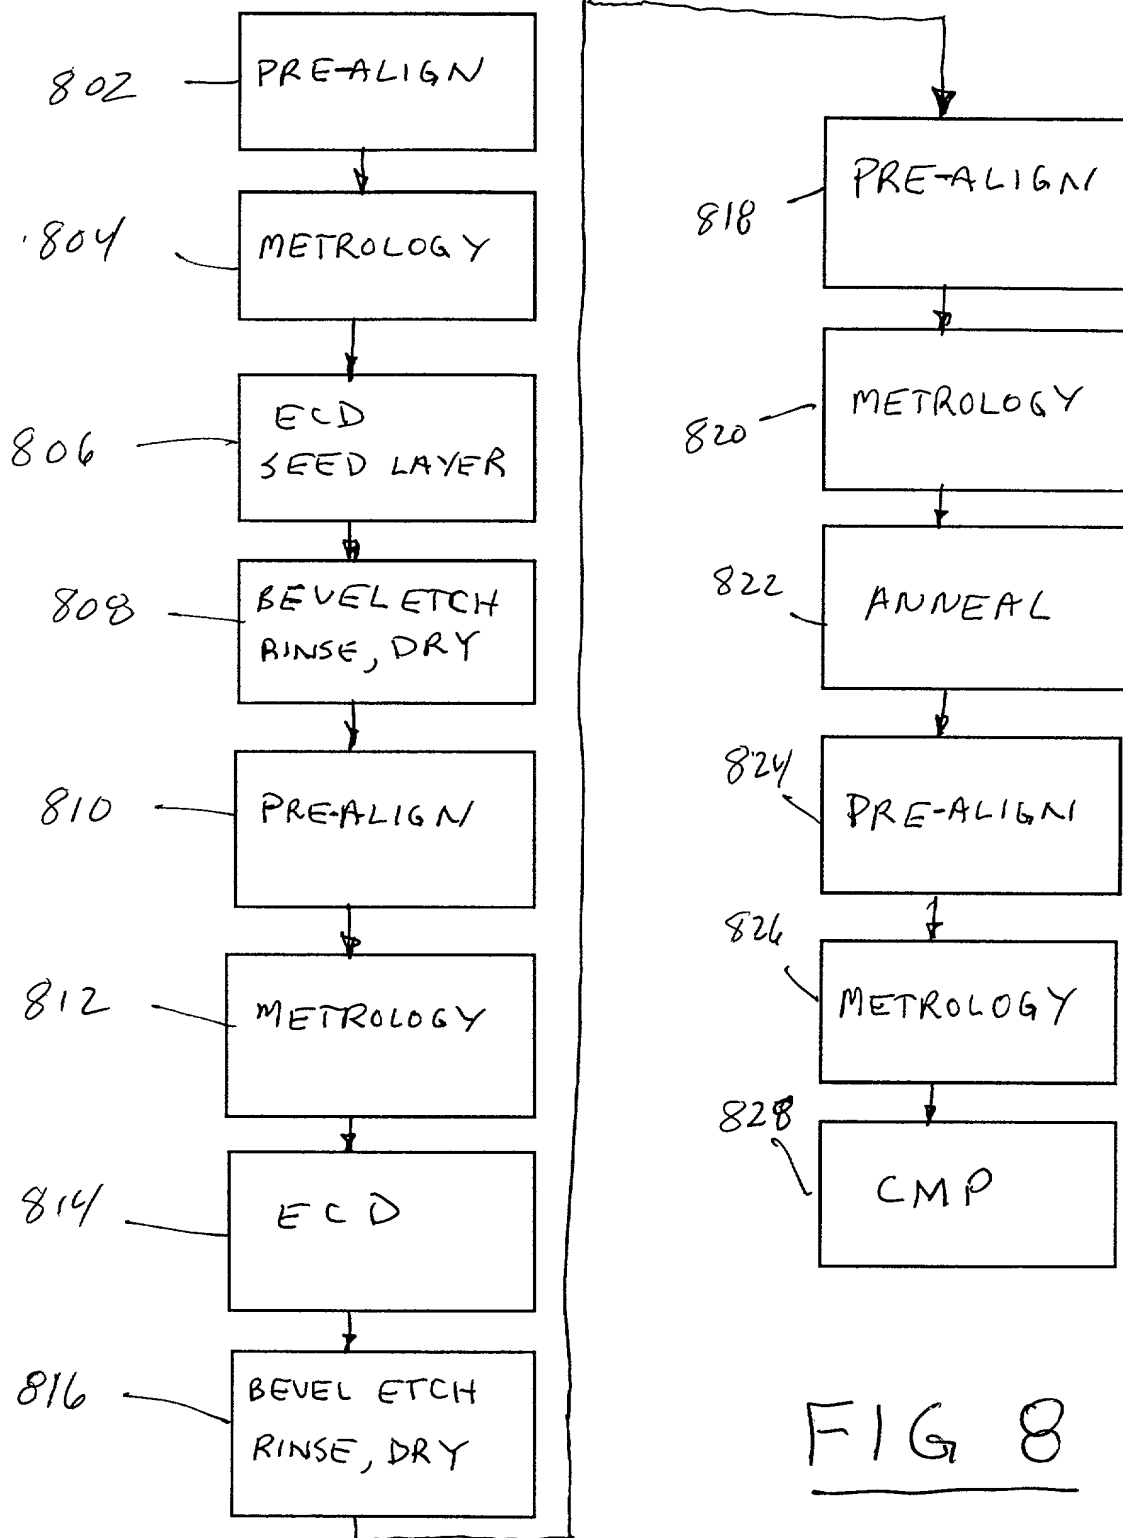 802
PRE-ALIGN
804
METROLOGY
806
ECD
SEED LAYER
808
BEVEL ETCH
RINSE, DRY
810
PRE-ALIGN
812
METROLOGY
814
ECD
816
BEVEL ETCH
RINSE, DRY
818
PRE-ALIGN
820
METROLOGY
822
ANNEAL
824
PRE-ALIGN
826
METROLOGY
828
CMP
FIG 8